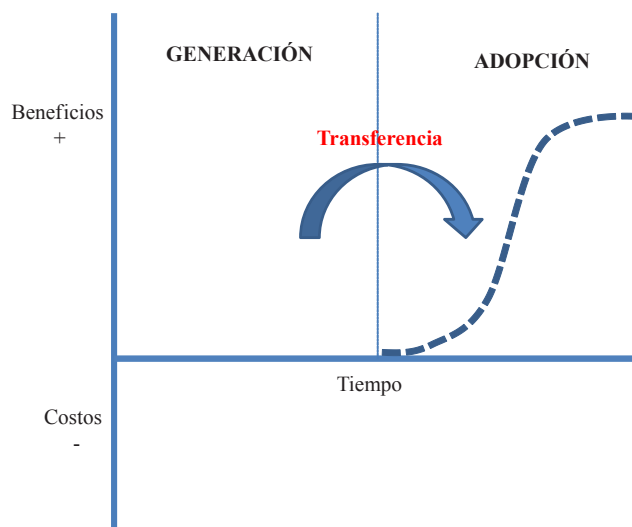 GENERACIÓN
ADOPCIÓN
Beneficios
+
Transferencia
Tiempo
Costos
-